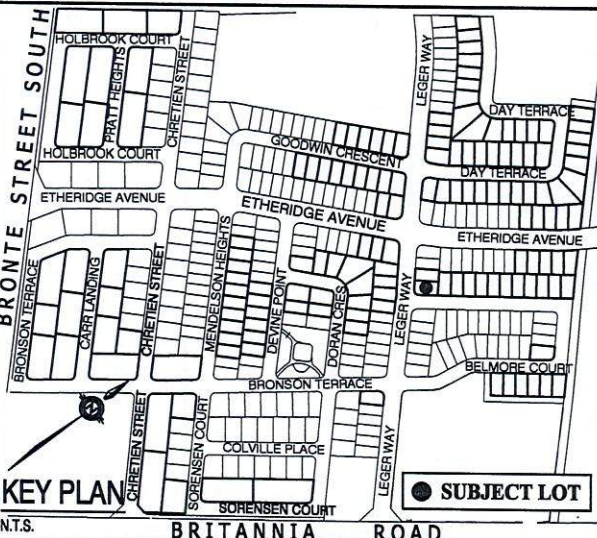 BRONTE STREET SOUTH
HOLBROOK COURT
PRATT HEIGHTS
CHRETIEN STREET
HOLBROOK COURT
ETHERIDGE AVENUE
GOODWIN CRESCENT
LEGER WAY
DAY TERRACE
DAY TERRACE
ETHERIDGE AVENUE
ETHERIDGE AVENUE
BRONSON TERRACE
CARR LANDING
CHRETIEN STREET
MENDELSON HEIGHTS
DEVINE POINT
DORAN CRES
LEGER WAY
BELMORE COURT
BRONSON TERRACE
N
CHRETIEN STREET
SORENSEN COURT
COLVILLE PLACE
LEGER WAY
SORENSEN COURT
KEY PLAN
N.T.S.
SUBJECT LOT
BRITANNIA ROAD